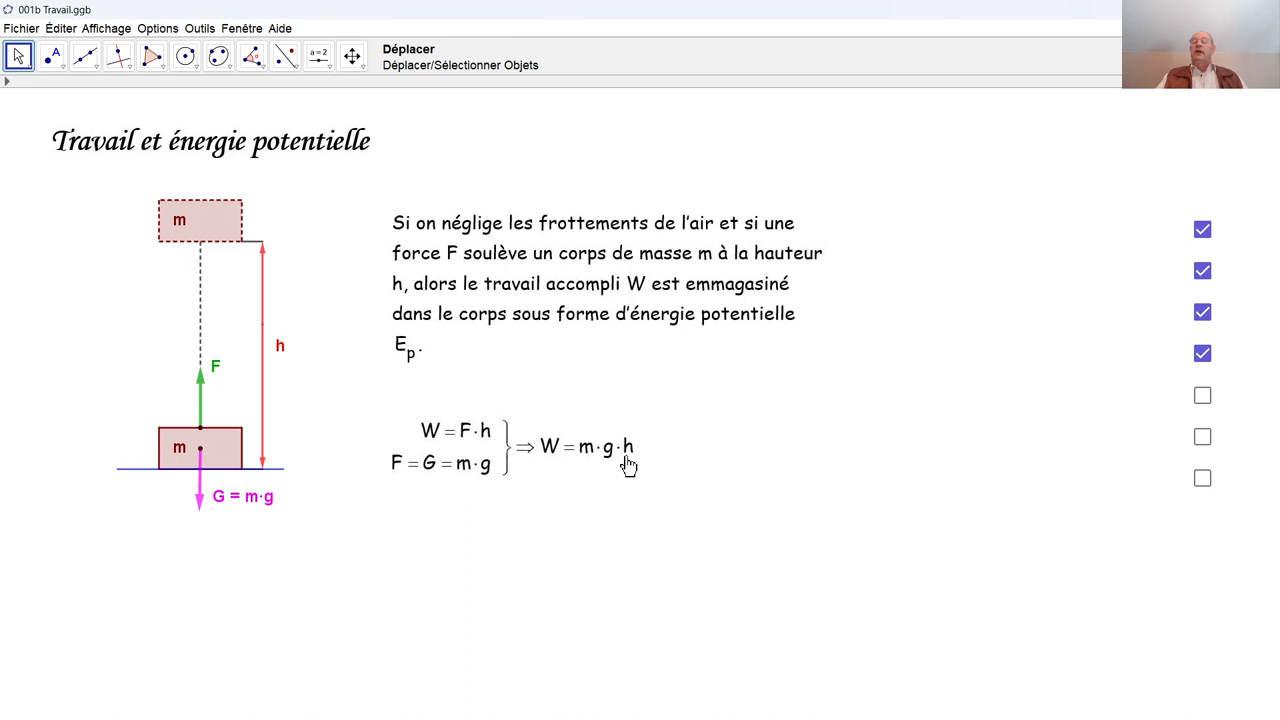 001b Travail.ggb
Fichier Éditer Affichage Options Outils Fenêtre Aide
A
a=2
Déplacer
Déplacer/Sélectionner Objets
Travail et énergie potentielle
m
h
F
m
G = m·g
Si on néglige les frottements de l'air et si une
force F soulève un corps de masse m à la hauteur
h, alors le travail accompli W est emmagasiné
dans le corps sous forme d'énergie potentielle
Ep.
W = F·h
F = G = m·g
⇒ W = m·g·h